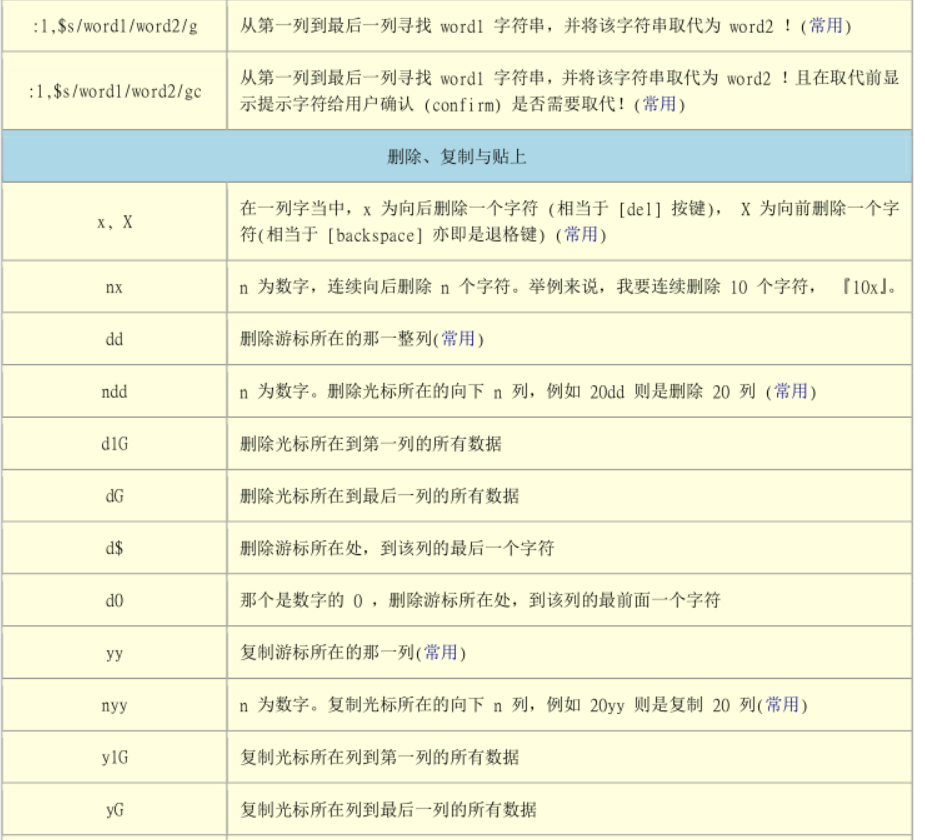 :1,$s/word1/word2/g
从第一列到最后一列寻找 word1 字符串，并将该字符串取代为 word2 ！(常用)
:1,$s/word1/word2/gc
从第一列到最后一列寻找 word1 字符串，并将该字符串取代为 word2 ！且在取代前显
示提示字符给用户确认 (confirm) 是否需要取代！(常用)
删除、复制与贴上
x, X
在一列字当中，x 为向后删除一个字符 (相当于 [del] 按键)， X 为向前删除一个字
符(相当于 [backspace] 亦即是退格键) (常用)
nx
n 为数字，连续向后删除 n 个字符。举例来说，我要连续删除 10 个字符， 『10x』。
dd
删除游标所在的那一整列(常用)
ndd
n 为数字。删除光标所在的向下 n 列，例如 20dd 则是删除 20 列 (常用)
d1G
删除光标所在到第一列的所有数据
dG
删除光标所在到最后一列的所有数据
d$
删除游标所在处，到该列的最后一个字符
d0
那个是数字的 0 ，删除游标所在处，到该列的最前面一个字符
yy
复制游标所在的那一列(常用)
nyy
n 为数字。复制光标所在的向下 n 列，例如 20yy 则是复制 20 列(常用)
y1G
复制光标所在列到第一列的所有数据
yG
复制光标所在列到最后一列的所有数据